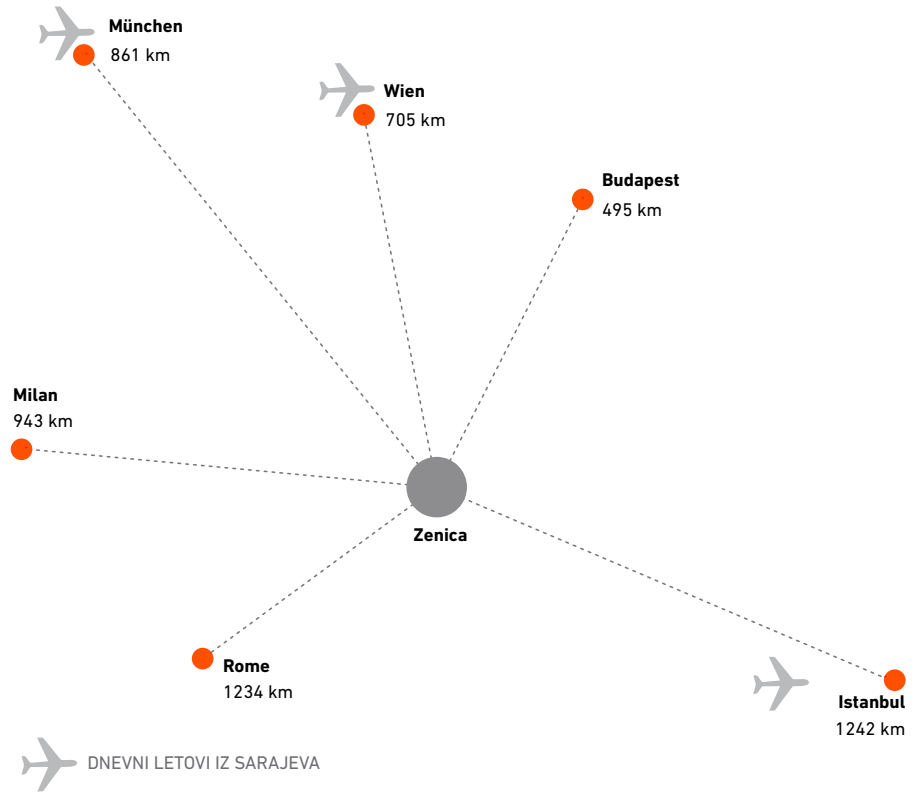 München
861 km
Wien
705 km
Budapest
495 km
Milan
943 km
Zenica
Rome
1234 km
Istanbul
1242 km
DNEVNI LETOVI IZ SARAJEVA